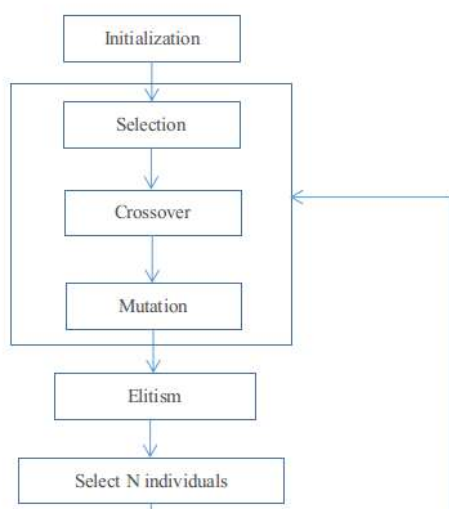 Initialization
Selection
Crossover
Mutation
Elitism
Select N individuals